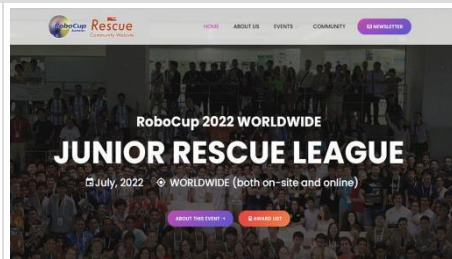 RoboCup Rescue
Community Website
HOME ABOUT US EVENTS COMMUNITY NEWSLETTER
RoboCup 2022 WORLDWIDE
JUNIOR RESCUE LEAGUE
July, 2022 WORLDWIDE (both on-site and online)
ABOUT THIS EVENT → AWARD LIST